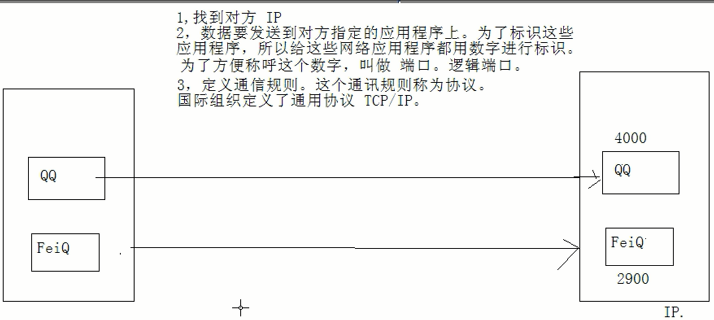 1,找到对方 IP
2，数据要发送到对方指定的应用程序上。为了标识这些
应用程序，所以给这些网络应用程序都用数字进行标识。
为了方便称呼这个数字，叫做 端口。逻辑端口。
3，定义通信规则。这个通讯规则称为协议。
国际组织定义了通用协议 TCP/IP。
4000
QQ
QQ
FeiQ
FeiQ
2900
IP.